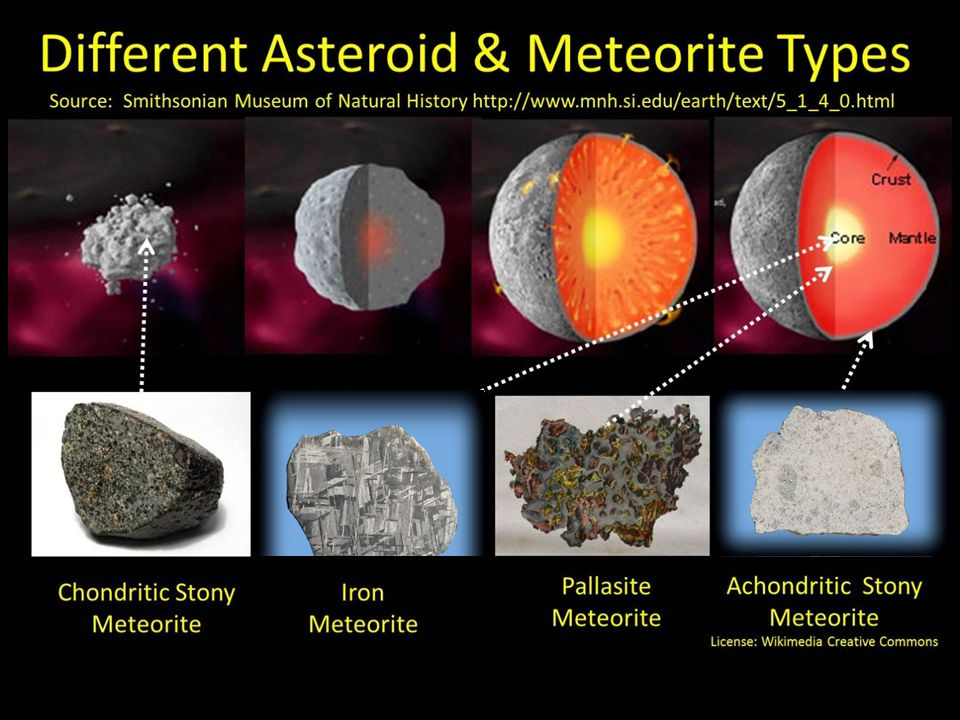 Different Asteroid & Meteorite Types
Source: Smithsonian Museum of Natural History http://www.mnh.si.edu/earth/text/5_1_4_0.html
Crust
Core
Mantle
Chondritic Stony
Meteorite
Iron
Meteorite
Pallasite
Meteorite
Achondritic Stony
Meteorite
License: Wikimedia Creative Commons